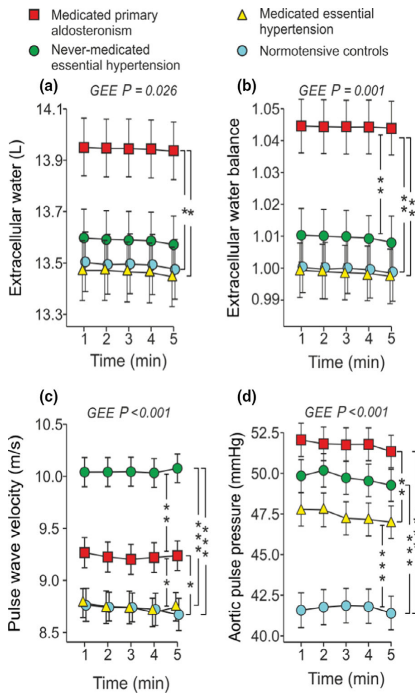 Medicated primary
aldosteronism
Never-medicated
essential hypertension
Medicated essential
hypertension
Normotensive controls
(a)
GEE P = 0.026
Extracellular water (L)
14.1
13.9
13.7
13.5
13.3
1 2 3 4 5
Time (min)
*
*
(b)
GEE P = 0.001
Extracellular water balance
1.05
1.04
1.03
1.02
1.01
1.00
0.99
1 2 3 4 5
Time (min)
**
**
**
(c)
GEE P <0.001
Pulse wave velocity (m/s)
10.5
10.0
9.5
9.0
8.5
1 2 3 4 5
Time (min)
(d)
GEE P <0.001
Aortic pulse pressure (mmHg)
52.5
50.0
47.5
45.0
42.5
40.0
1 2 3 4 5
Time (min)